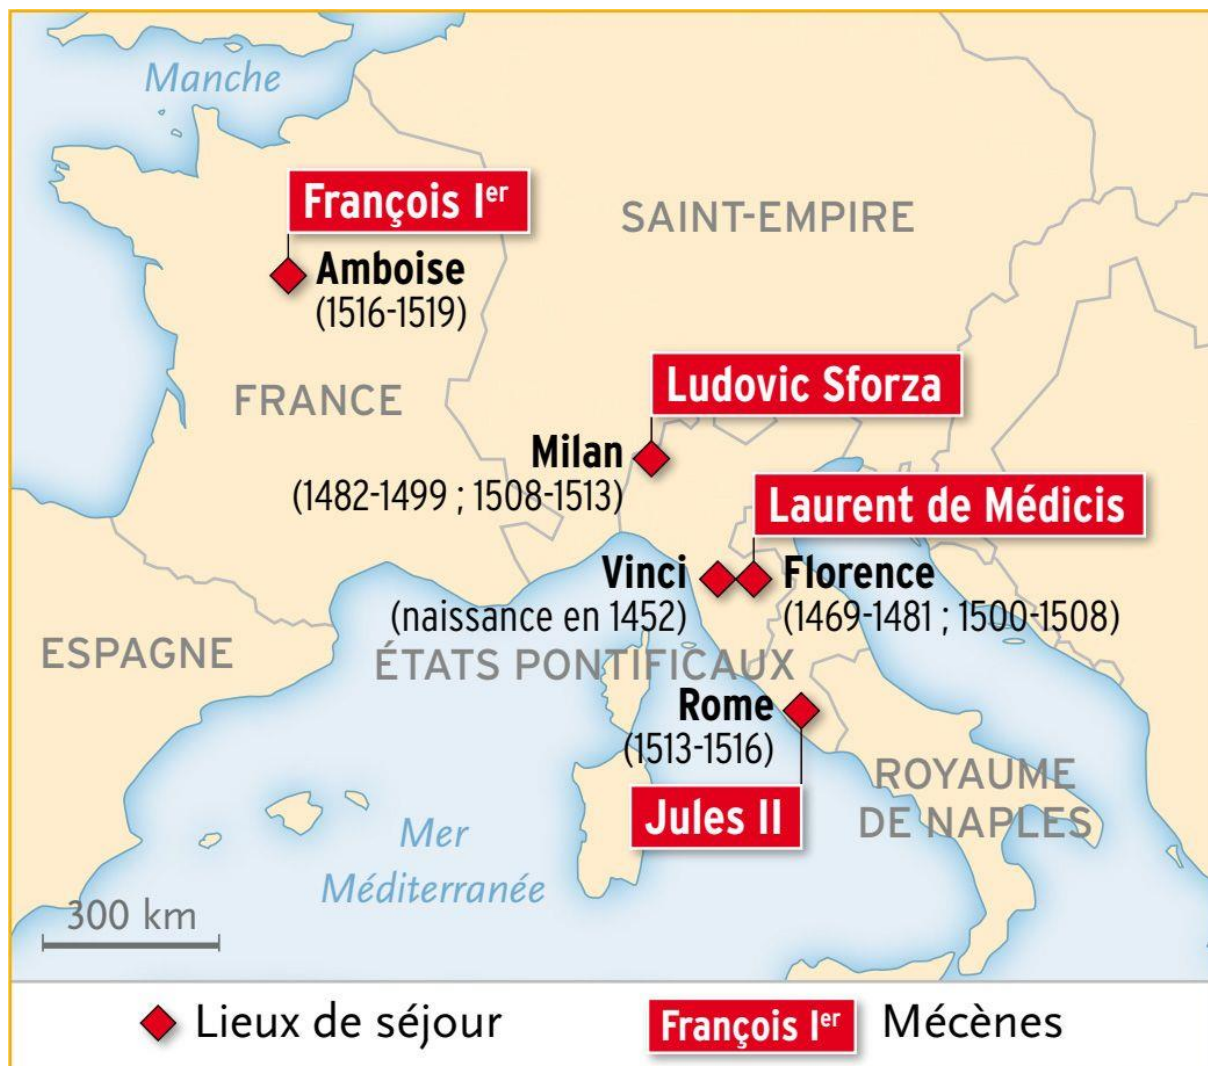 Manche
François Iᵉʳ
SAINT-EMPIRE
Amboise
(1516-1519)
Ludovic Sforza
FRANCE
Milan
(1482-1499 ; 1508-1513)
Laurent de Médicis
Vinci
(naissance en 1452)
Florence
(1469-1481 ; 1500-1508)
ESPAGNE
ÉTATS PONTIFICAUX
Rome
(1513-1516)
Jules II
ROYAUME
DE NAPLES
Mer
Méditerranée
300 km
Lieux de séjour
François Iᵉʳ
Mécènes